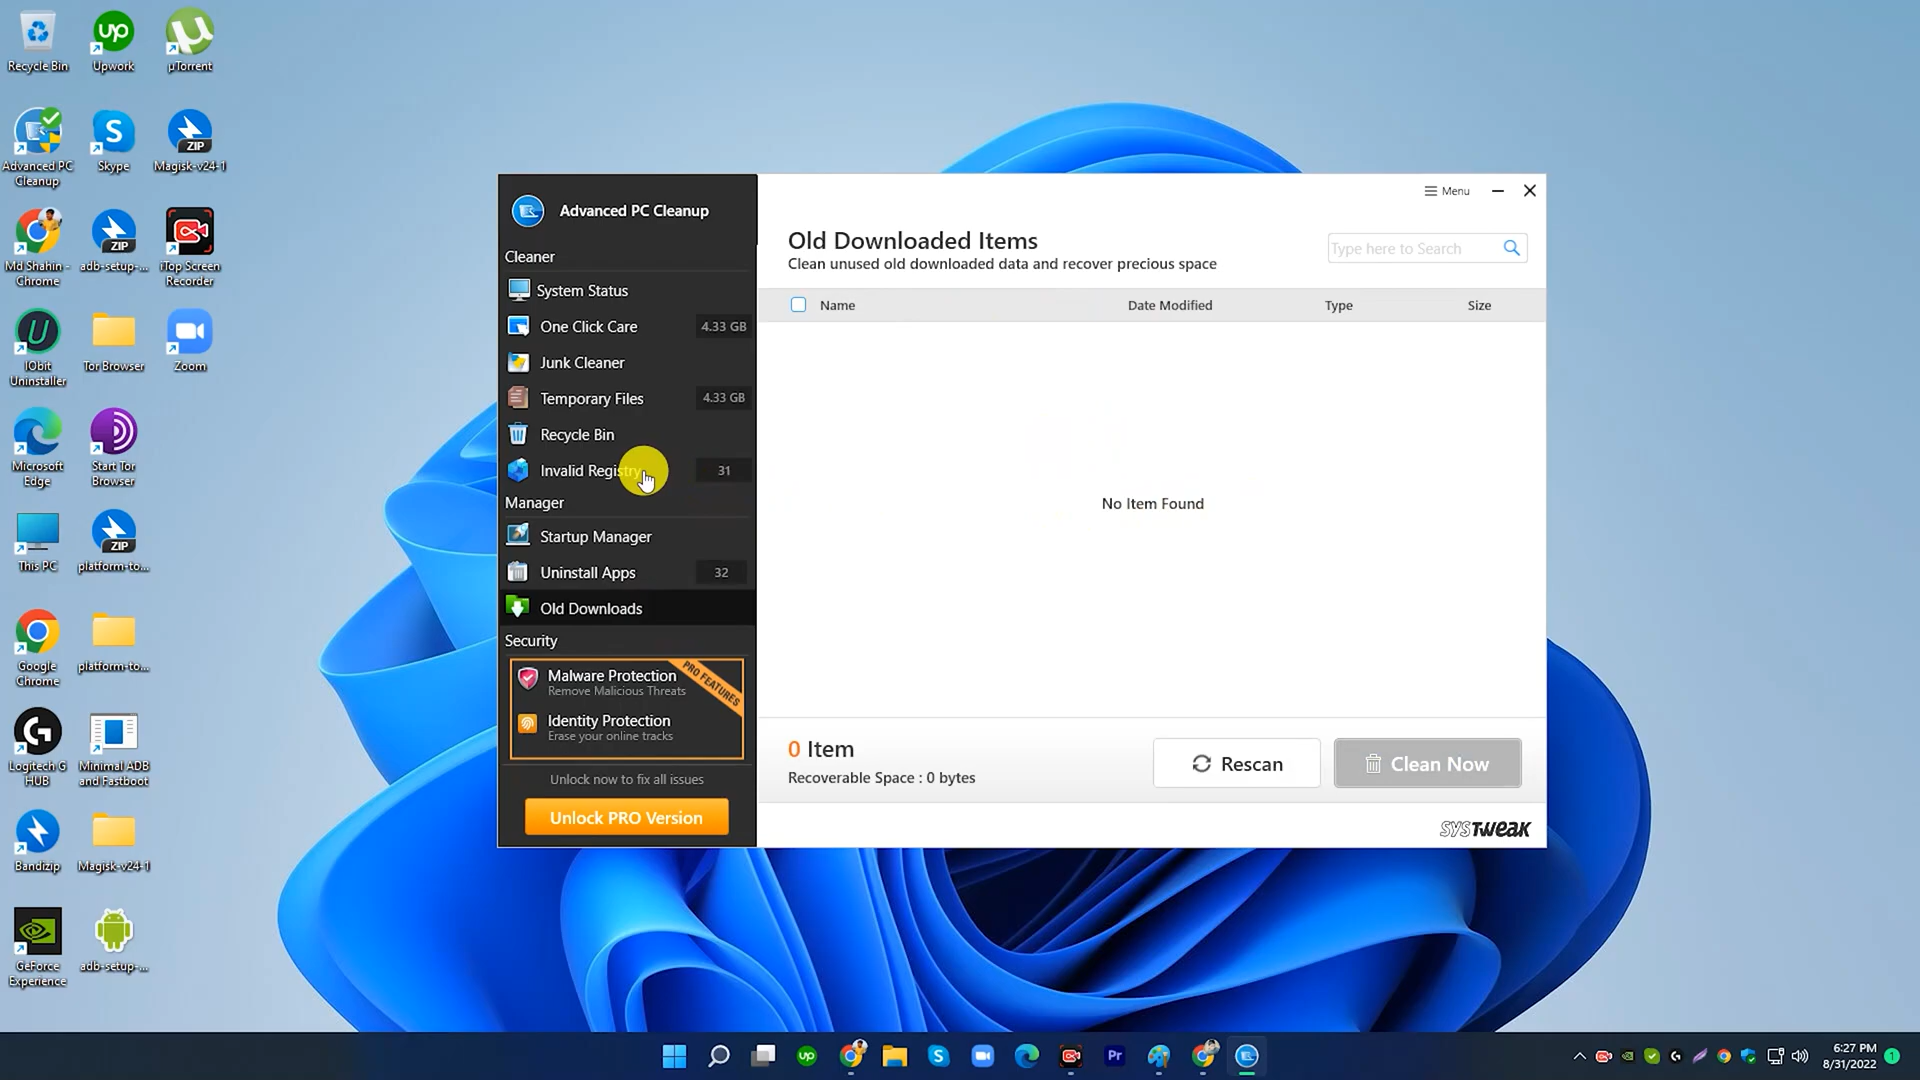 Recycle Bin
Upwork
µTorrent
Advanced PC
Cleanup
Skype
ZIP
Magisk-v24-1
Md Shahin -
Chrome
ZIP
adb-setup-...
iTop Screen
Recorder
IObit
Uninstaller
Tor Browser
Zoom
Microsoft
Edge
Start Tor
Browser
This PC
ZIP
platform-to...
Google
Chrome
platform-to...
Logitech G
HUB
Minimal ADB
and Fastboot
Bandizip
Magisk-v24-1
GeForce
Experience
adb-setup-...
Advanced PC Cleanup
Cleaner
System Status
One Click Care 4.33 GB
Junk Cleaner
Temporary Files 4.33 GB
Recycle Bin
Invalid Registry 31
Manager
Startup Manager
Uninstall Apps 32
Old Downloads
Security
Malware Protection
Remove Malicious Threats
PRO FEATURES
Identity Protection
Erase your online tracks
Unlock now to fix all issues
Unlock PRO Version
Menu
Old Downloaded Items
Clean unused old downloaded data and recover precious space
Type here to Search
Name Date Modified Type Size
No Item Found
0 Item
Recoverable Space : 0 bytes
Rescan
Clean Now
SYSTWEAK
up
Pr
6:27 PM
8/31/2022
1